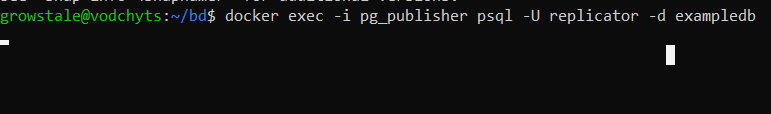 growstale@vodchyts:~/bd$ docker exec -i pg_publisher psql -U replicator -d exampledb